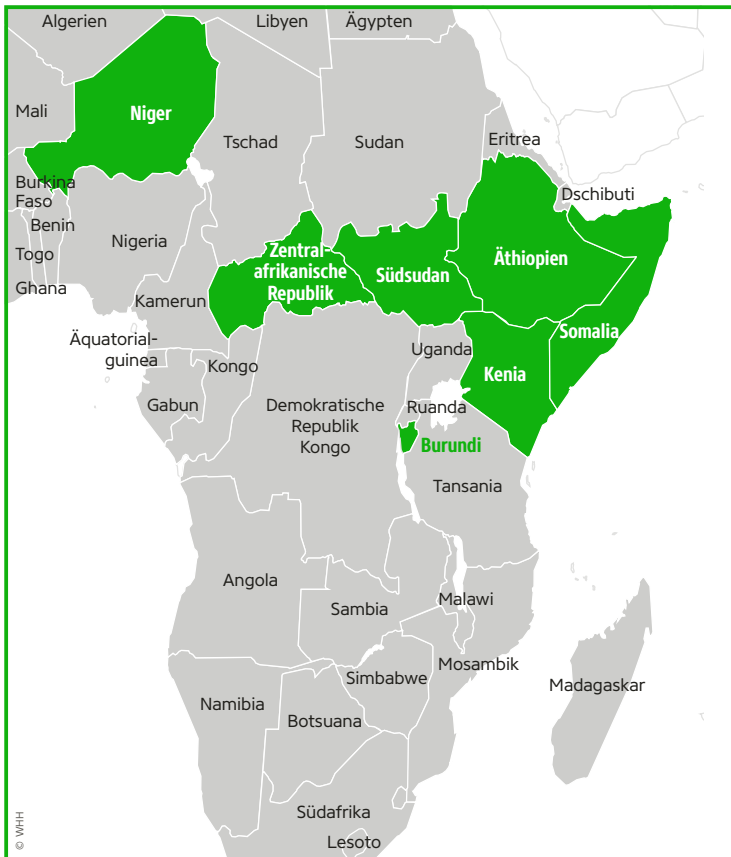 Algerien
Libyen
Ägypten
Mali
Niger
Tschad
Sudan
Eritrea
Burkina
Faso
Dschibuti
Benin
Nigeria
Togo
Ghana
Zentral-
afrikanische
Republik
Südsudan
Äthiopien
Kamerun
Äquatorial-
guinea
Kongo
Gabun
Uganda
Somalia
Kenia
Demokratische
Republik
Kongo
Ruanda
Burundi
Tansania
Angola
Sambia
Malawi
Mosambik
Simbabwe
Madagaskar
Namibia
Botsuana
Südafrika
Lesoto
© WHH